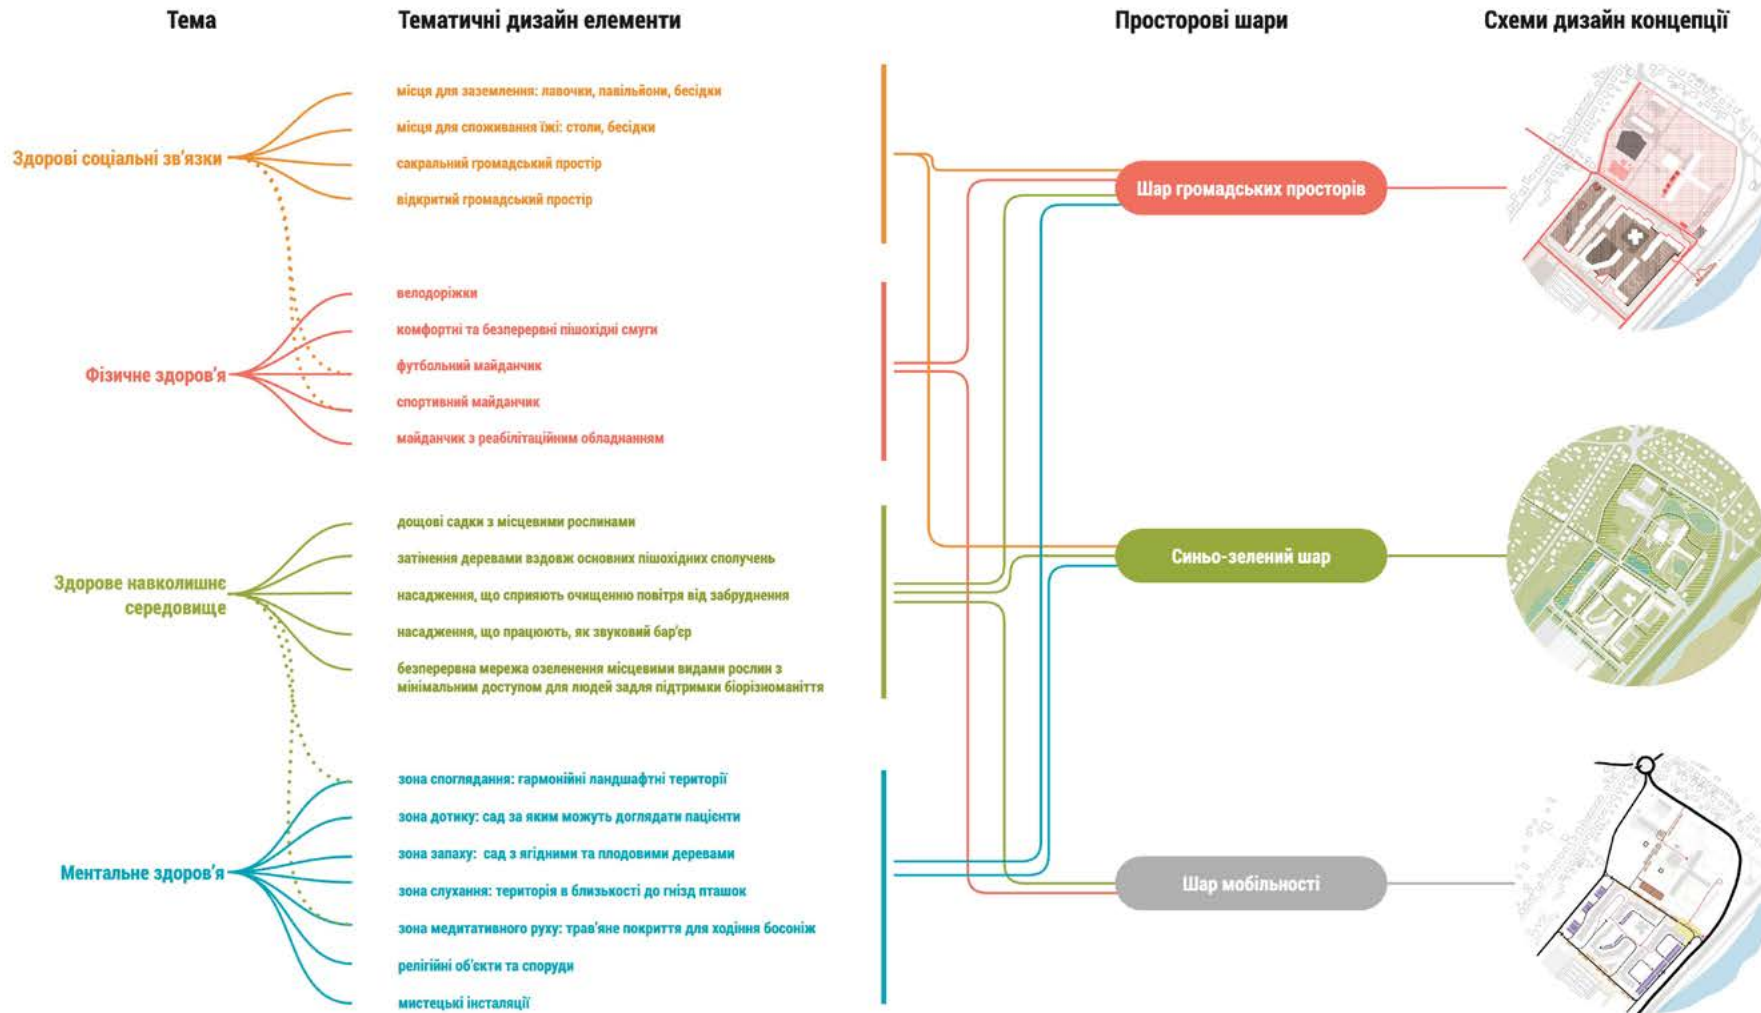 Тема
Тематичні дизайн елементи
Просторові шари
Схеми дизайн концепції
Здорові соціальні зв'язки
місця для заземлення: лавочки, павільйони, бесідки
місця для споживання їжі: столи, бесідки
сакральний громадський простір
відкритий громадський простір
Фізичне здоров'я
велодоріжки
комфортні та безперервні пішохідні смуги
футбольний майданчик
спортивний майданчик
майданчик з реабілітаційним обладнанням
Здорове навколишнє
середовище
дощові садки з місцевими рослинами
затінення деревами вздовж основних пішохідних сполучень
насадження, що сприяють очищенню повітря від забруднення
насадження, що працюють, як звуковий бар'єр
безперервна мережа озеленення місцевими видами рослин з
мінімальним доступом для людей задля підтримки біорізноманіття
Ментальне здоров'я
зона споглядання: гармонійні ландшафтні території
зона дотику: сад за яким можуть доглядати пацієнти
зона запаху: сад з ягідними та плодовими деревами
зона слухання: територія в близькості до гнізд пташок
зона медитативного руху: трав'яне покриття для ходіння босоніж
релігійні об'єкти та споруди
мистецькі інсталяції
Шар громадських просторів
Синьо-зелений шар
Шар мобільності